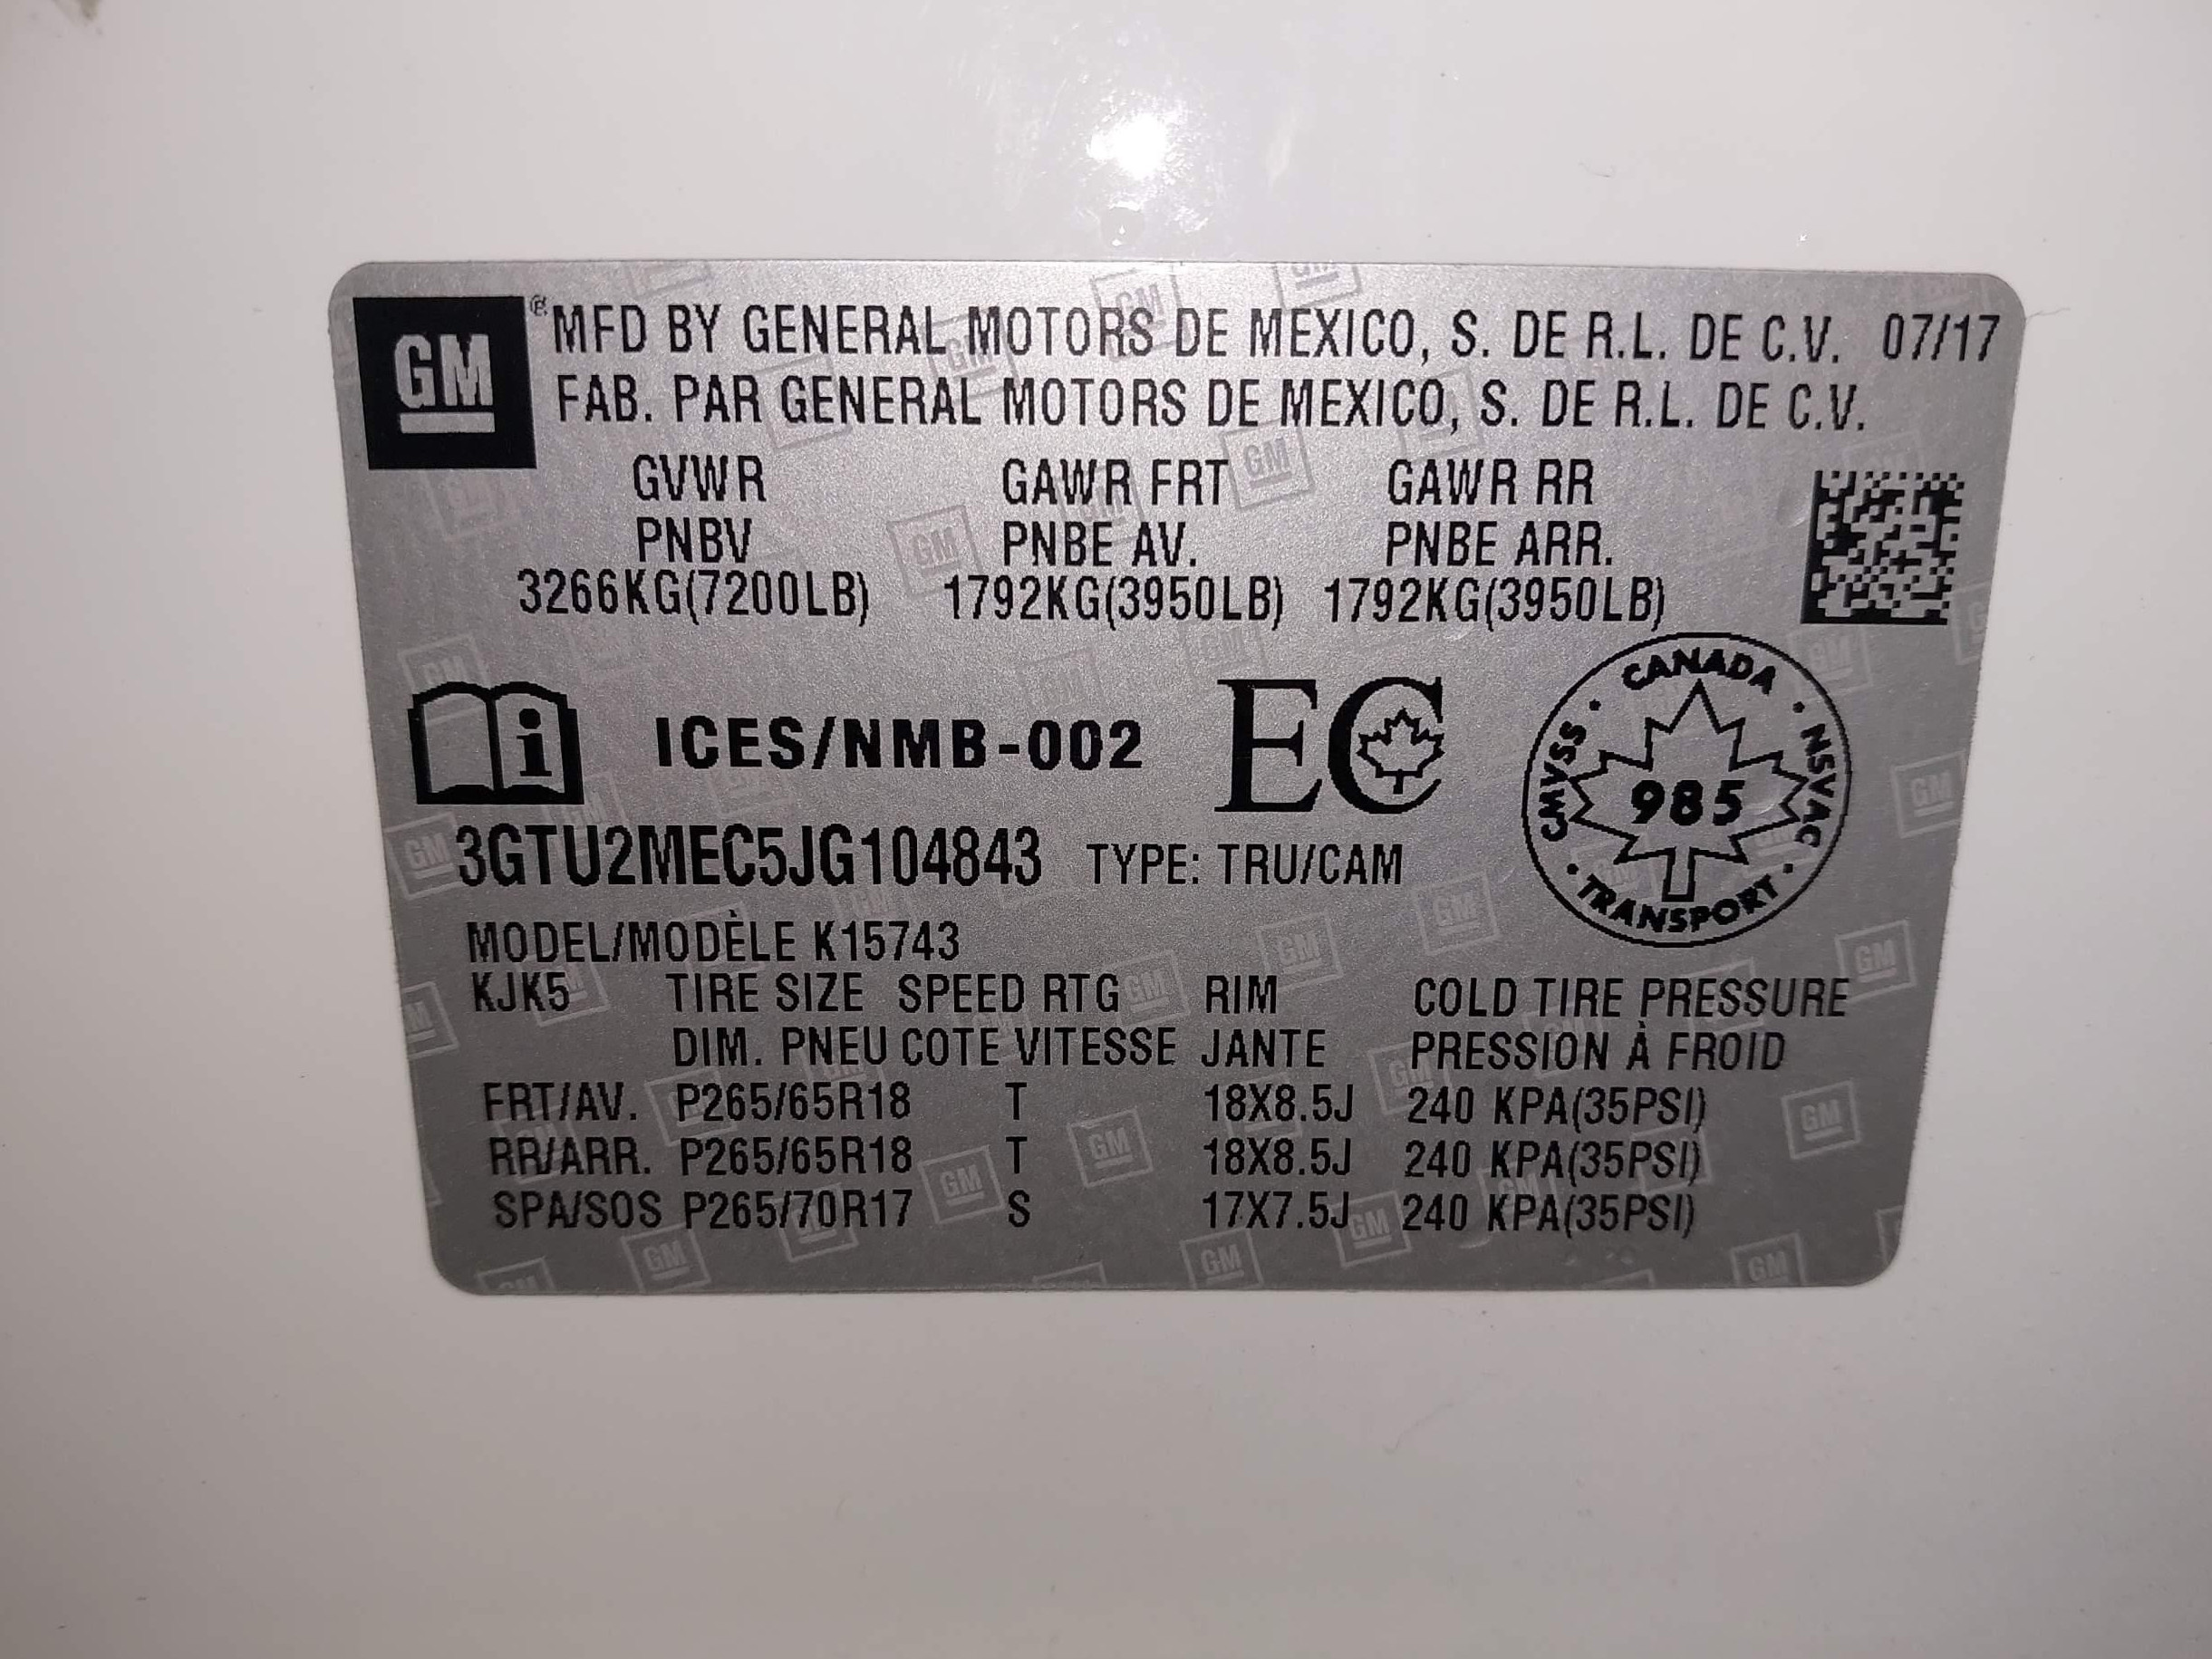 GM
® MFD BY GENERAL MOTORS DE MEXICO, S. DE R.L. DE C.V. 07/17
FAB. PAR GENERAL MOTORS DE MEXICO, S. DE R.L. DE C.V.
GVWR GAWR FRT GAWR RR
PNBV PNBE AV. PNBE ARR.
3266KG(7200LB) 1792KG(3950LB) 1792KG(3950LB)
i ICES/NMB-002 EC
CANADA · NSVAC · TRANSPORT · CMVSS ·
985
3GTU2MEC5JG104843 TYPE: TRU/CAM
MODEL/MODÈLE K15743
KJK5 TIRE SIZE SPEED RTG RIM COLD TIRE PRESSURE
DIM. PNEU COTE VITESSE JANTE PRESSION À FROID
FRT/AV. P265/65R18 T 18X8.5J 240 KPA(35PSI)
RR/ARR. P265/65R18 T 18X8.5J 240 KPA(35PSI)
SPA/SOS P265/70R17 S 17X7.5J 240 KPA(35PSI)